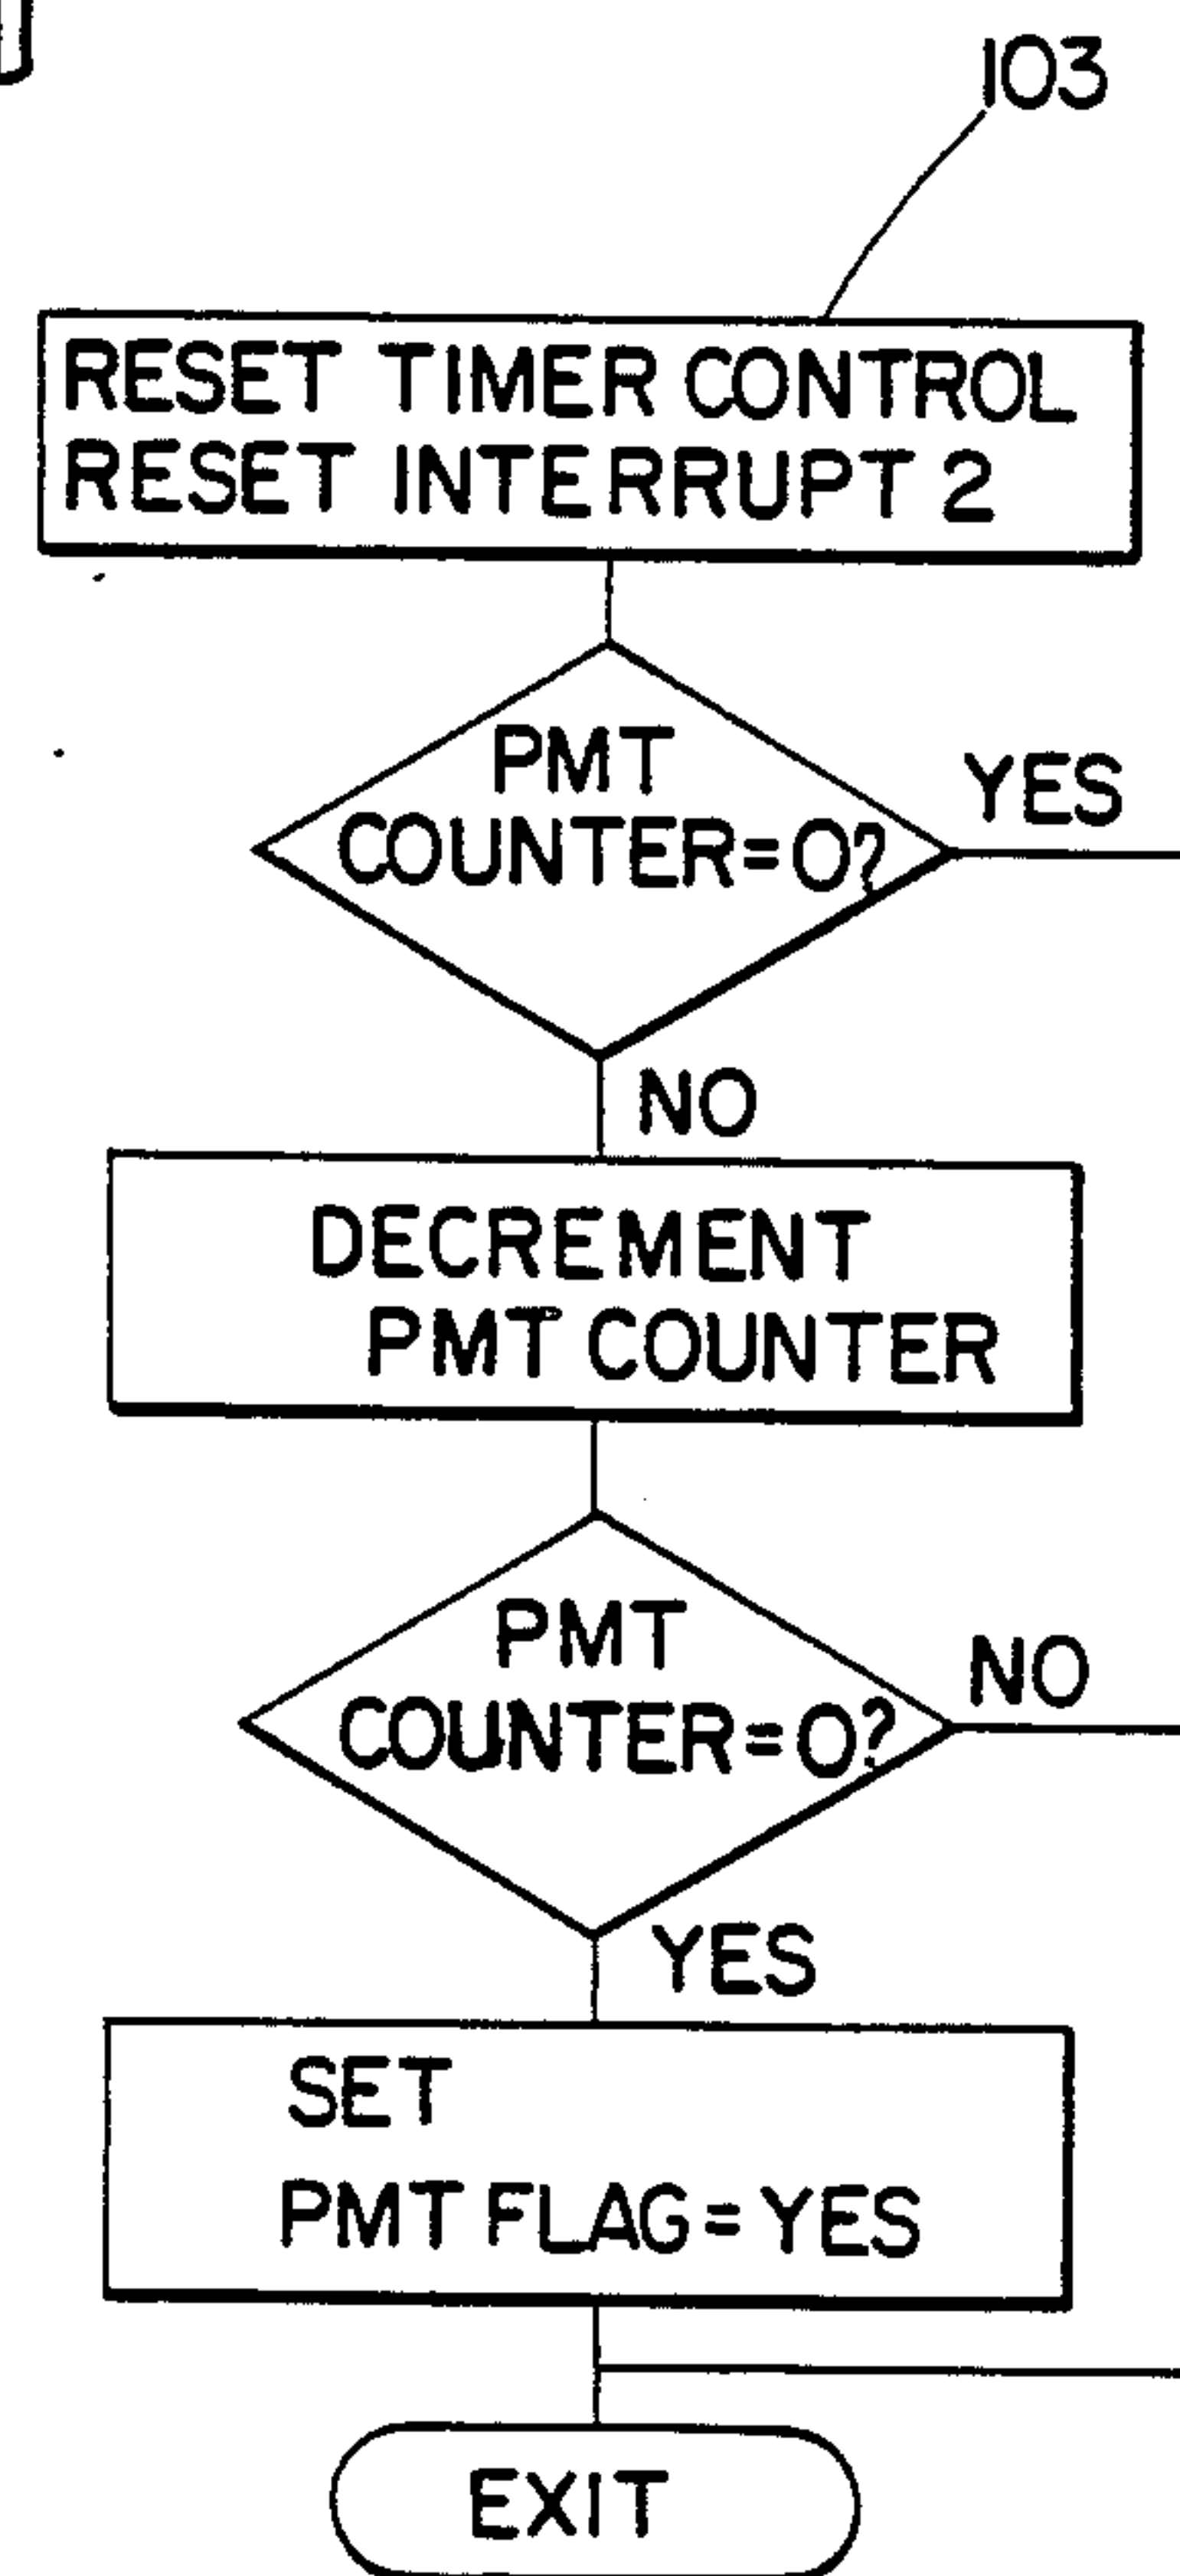 103
RESET TIMER CONTROL
RESET INTERRUPT 2
PMT
COUNTER=0?
YES
NO
DECREMENT
PMT COUNTER
PMT
COUNTER=0?
NO
YES
SET
PMT FLAG=YES
EXIT